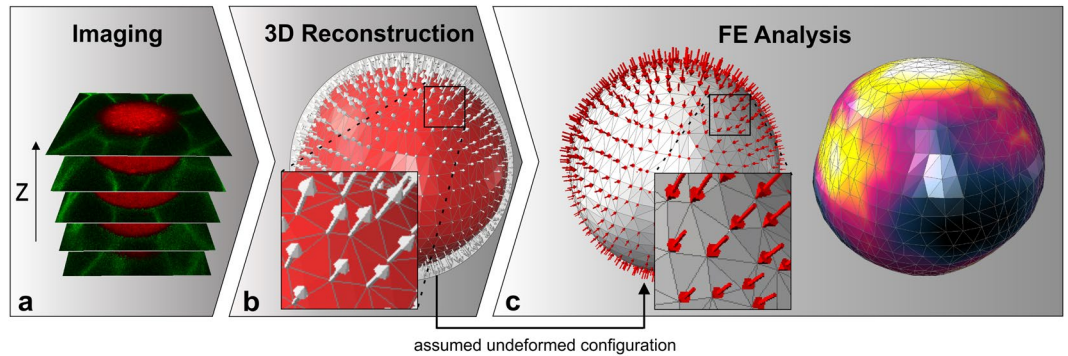 Imaging
3D Reconstruction
FE Analysis
Z
a
b
c
assumed undeformed configuration